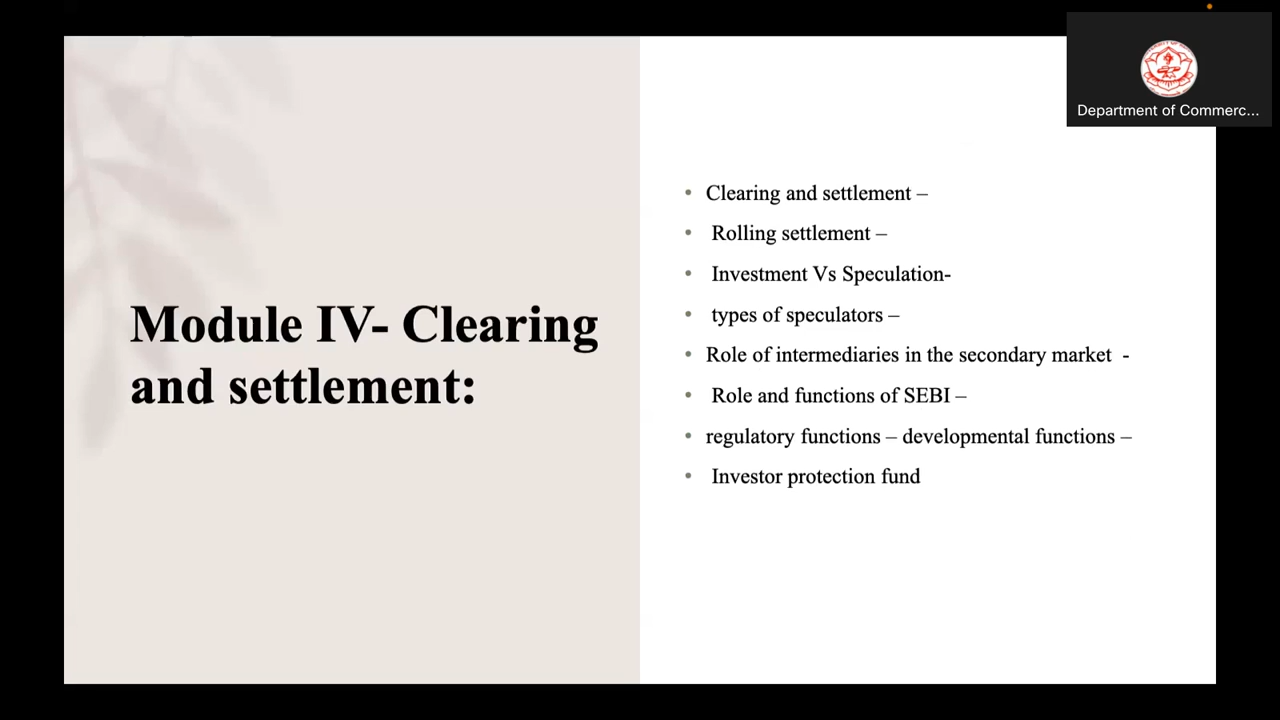 Department of Commerc...
Module IV- Clearing
and settlement:
• Clearing and settlement –
• Rolling settlement –
• Investment Vs Speculation-
• types of speculators –
• Role of intermediaries in the secondary market -
• Role and functions of SEBI –
• regulatory functions – developmental functions –
• Investor protection fund